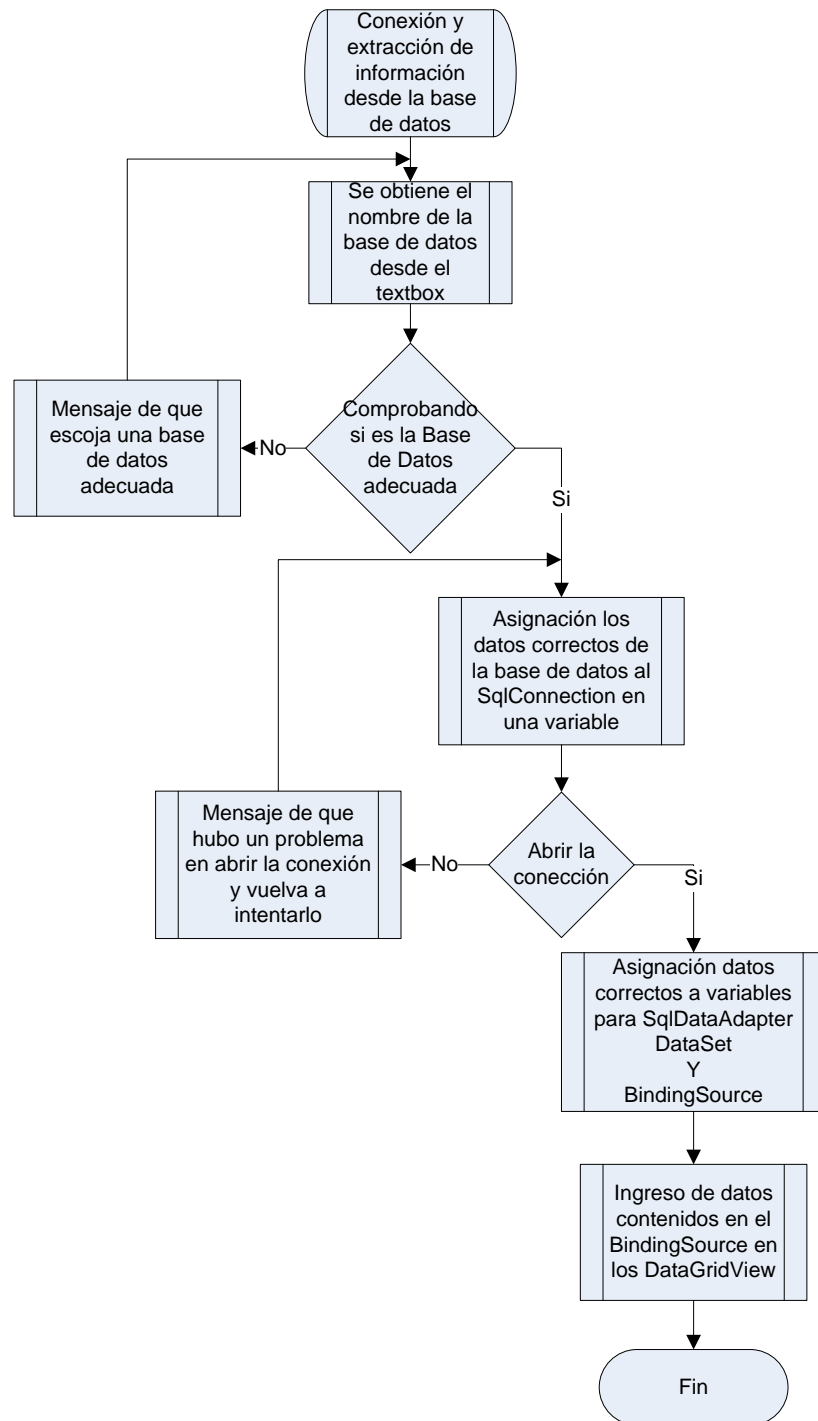 Conexión y
extracción de
información
desde la base
de datos
Se obtiene el
nombre de la
base de datos
desde el
textbox
Mensaje de que
escoja una base
de datos
adecuada
No
Comprobando
si es la Base
de Datos
adecuada
Si
Asignación los
datos correctos de
la base de datos al
SqlConnection en
una variable
Mensaje de que
hubo un problema
en abrir la conexión
y vuelva a
intentarlo
No
Abrir la
conección
Si
Asignación datos
correctos a variables
para SqlDataAdapter
DataSet
Y
BindingSource
Ingreso de datos
contenidos en el
BindingSource en
los DataGridView
Fin